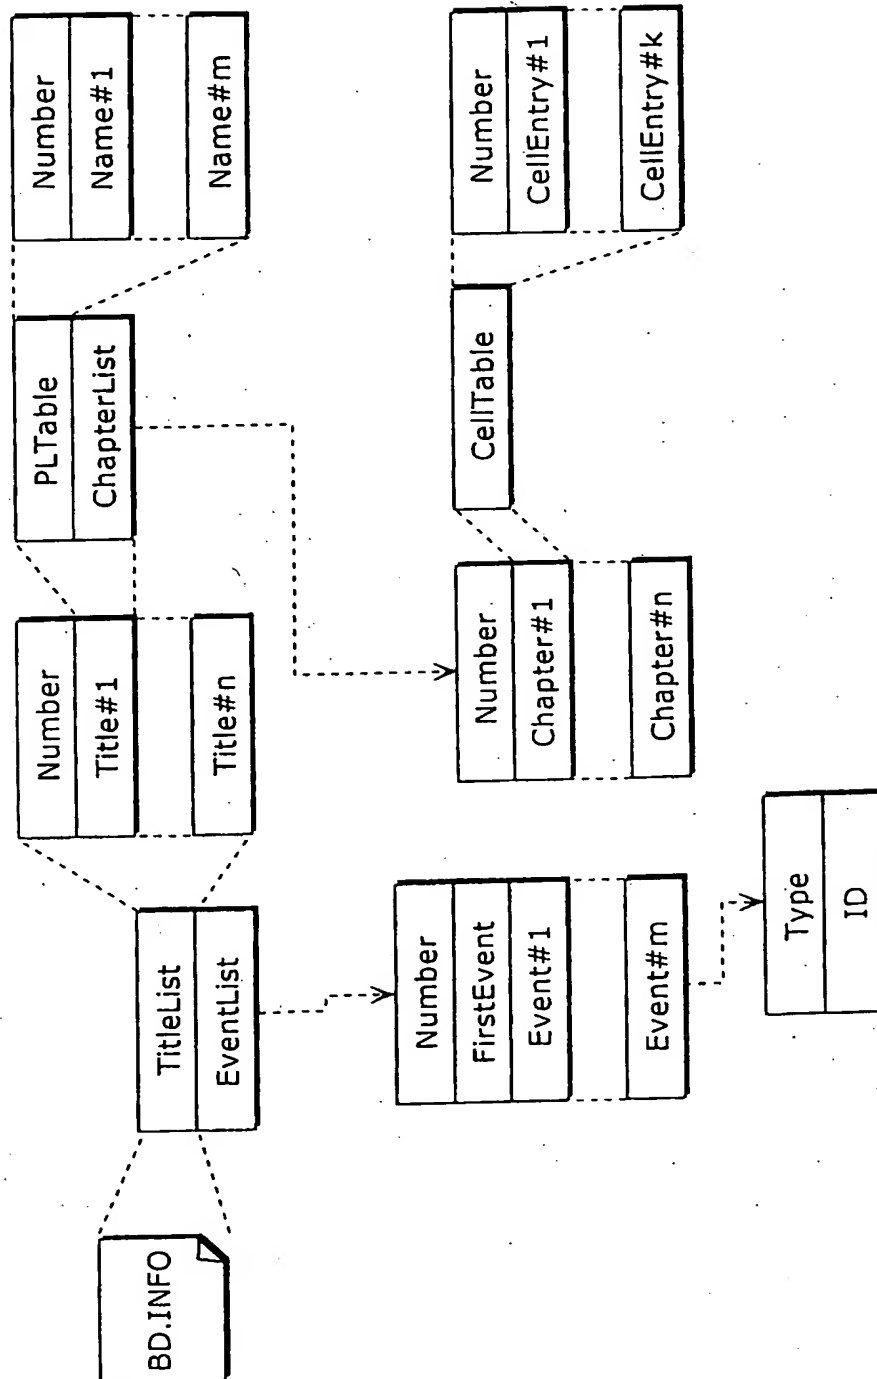 BD.INFO
TitleList
EventList
Number
Title#1
Title#n
PLTable
ChapterList
Number
Name#1
Name#m
Number
FirstEvent
Event#1
Event#m
Type
ID
Number
Chapter#1
Chapter#n
CellTable
Number
CellEntry#1
CellEntry#k